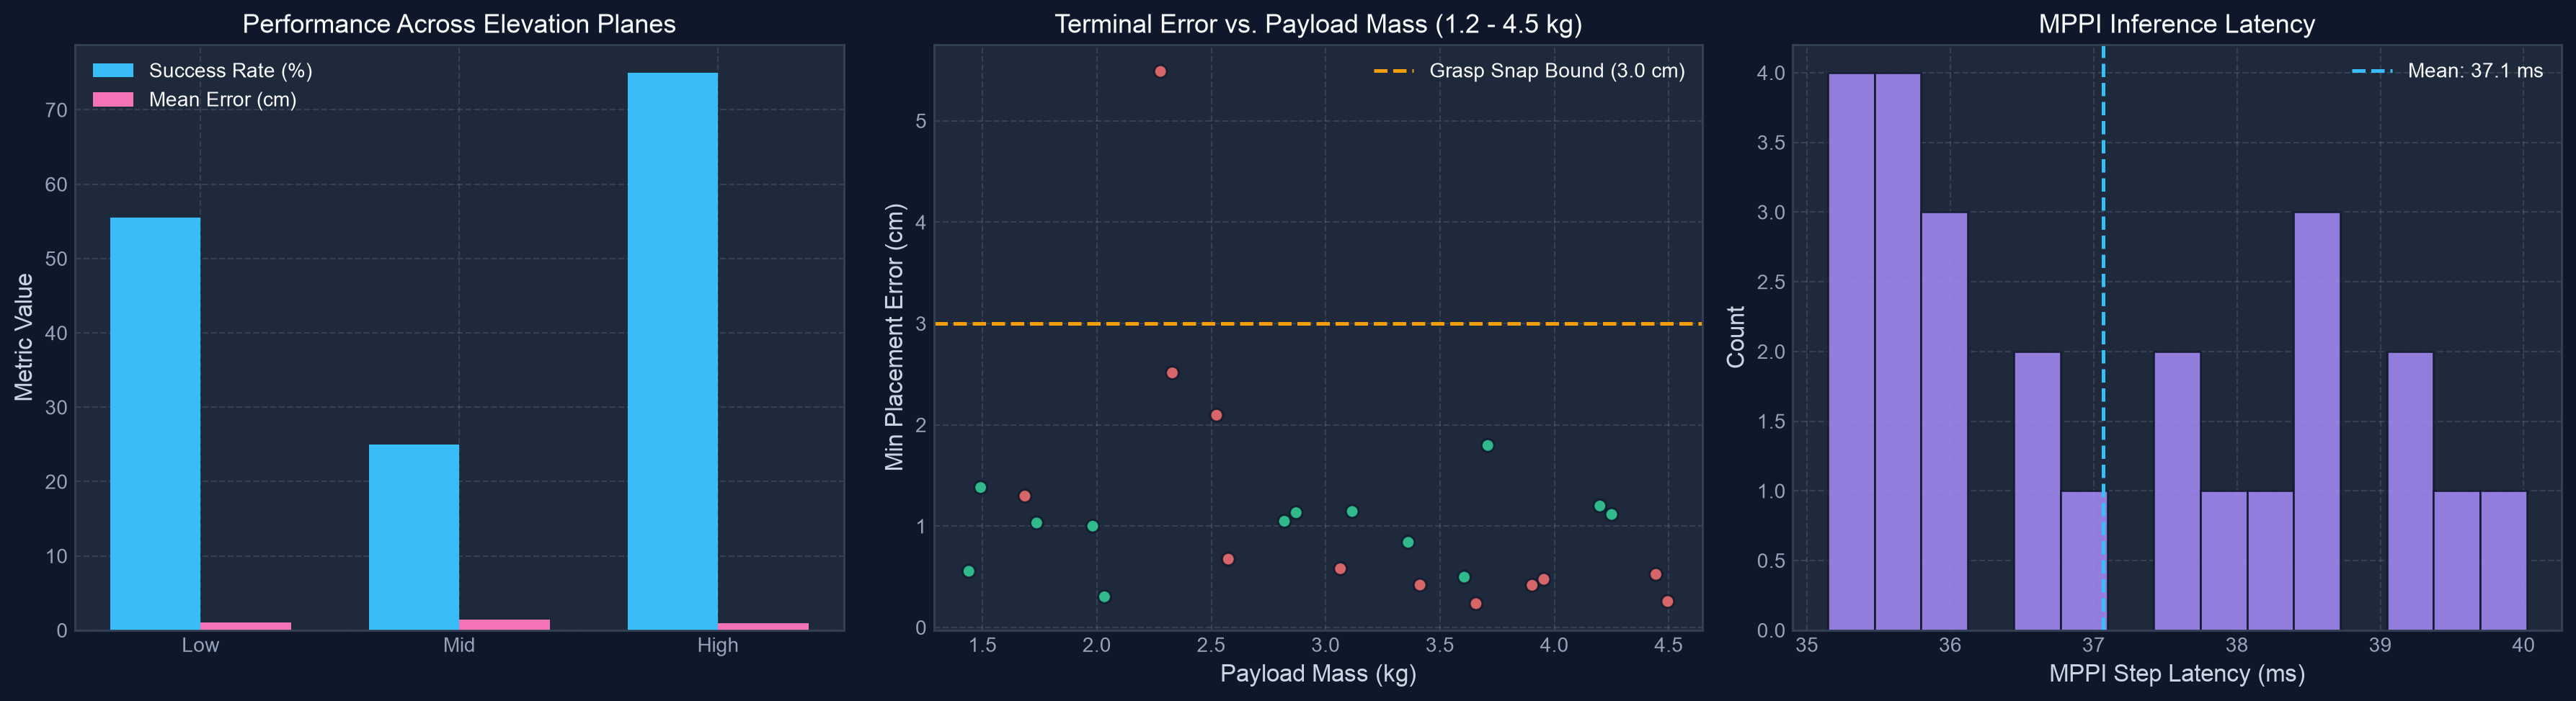 Performance Across Elevation Planes
Success Rate (%)
Mean Error (cm)
Metric Value
70
60
50
40
30
20
10
0
Low
Mid
High
Terminal Error vs. Payload Mass (1.2 - 4.5 kg)
Grasp Snap Bound (3.0 cm)
Min Placement Error (cm)
5
4
3
2
1
0
1.5
2.0
2.5
3.0
3.5
4.0
4.5
Payload Mass (kg)
MPPI Inference Latency
Mean: 37.1 ms
Count
4.0
3.5
3.0
2.5
2.0
1.5
1.0
0.5
0.0
35
36
37
38
39
40
MPPI Step Latency (ms)